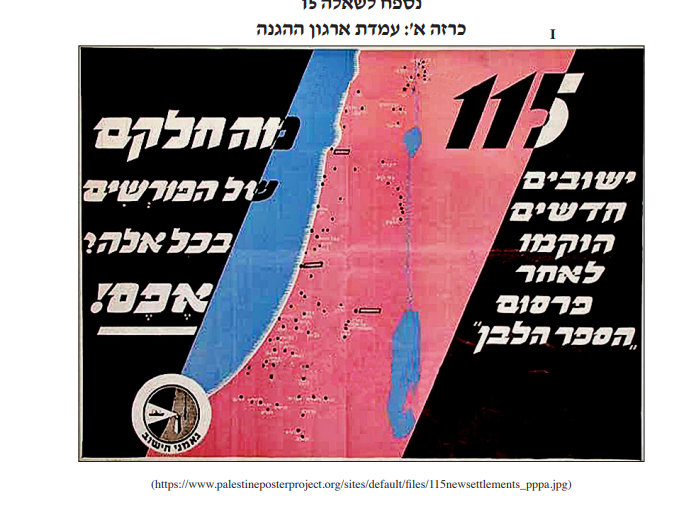 נספח לשאלה 15
כרזה א': עמדת ארגון ההגנה
I
115
ישובים
חדשים
הוקמו
לאחר
פרסום
"הספר הלבן"
מה חלקם
של הפורשים
בכל אלה?
אֶפֶס!
נאמני הישוב
(https://www.palestineposterproject.org/sites/default/files/115newsettlements_pppa.jpg)